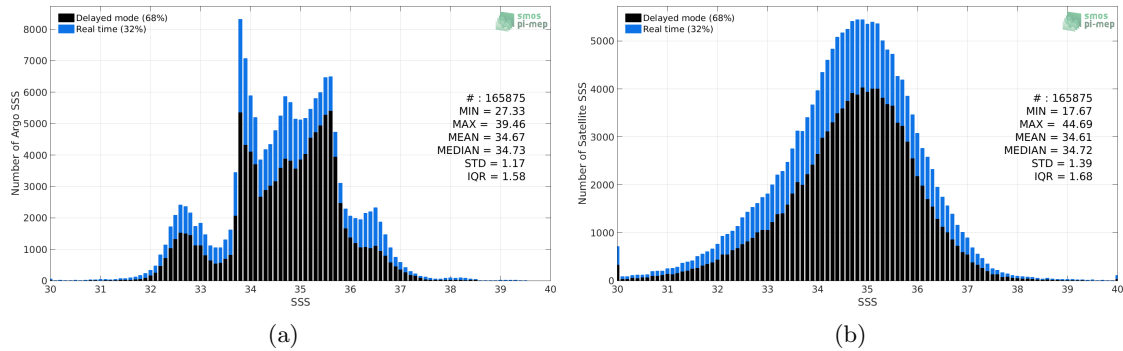 Delayed mode (68%)
Real time (32%)
smos
pi-mep
Number of Argo SSS
8000
7000
6000
5000
4000
3000
2000
1000
0
# : 165875
MIN = 27.33
MAX = 39.46
MEAN = 34.67
MEDIAN = 34.73
STD = 1.17
IQR = 1.58
30 31 32 33 34 35 36 37 38 39 40
SSS
(a)
Delayed mode (68%)
Real time (32%)
smos
pi-mep
Number of Satellite SSS
5000
4000
3000
2000
1000
0
# : 165875
MIN = 17.67
MAX = 44.69
MEAN = 34.61
MEDIAN = 34.72
STD = 1.39
IQR = 1.68
30 31 32 33 34 35 36 37 38 39 40
SSS
(b)